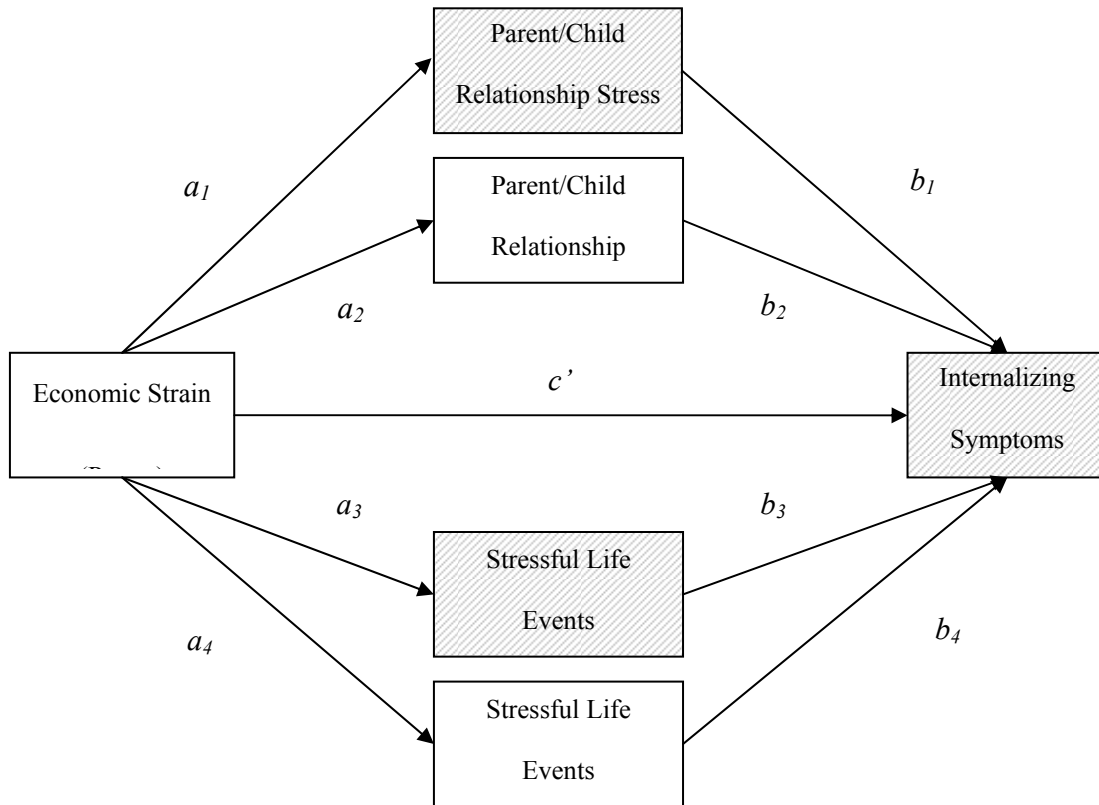 Parent/Child
Relationship Stress
Parent/Child
Relationship
a1
b1
a2
b2
Economic Strain
c’
Internalizing
Symptoms
a3
b3
Stressful Life
Events
a4
b4
Stressful Life
Events